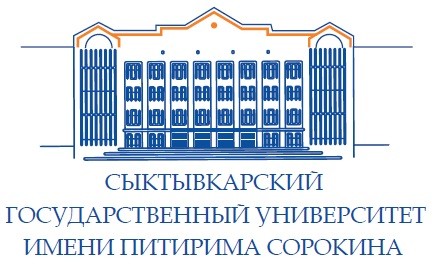 СЫКТЫВКАРСКИЙ
ГОСУДАРСТВЕННЫЙ УНИВЕРСИТЕТ
ИМЕНИ ПИТИРИМА СОРОКИНА